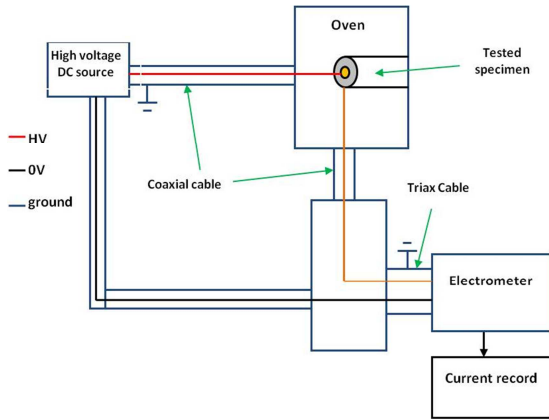 Oven
High voltage
DC source
Tested
specimen
HV
0V
ground
Coaxial cable
Triax Cable
Electrometer
Current record